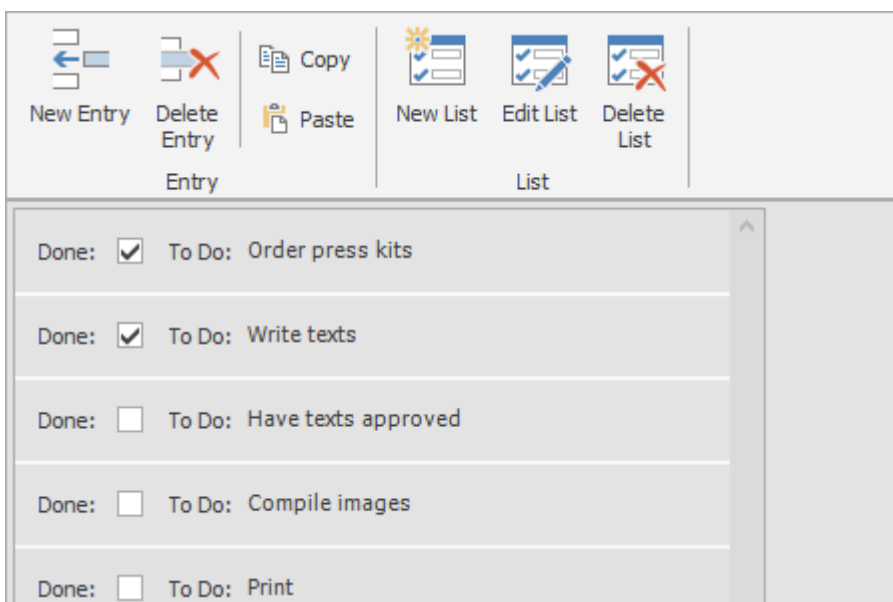 New Entry
Delete
Entry
Copy
Paste
Entry
New List
Edit List
Delete
List
List
Done: To Do: Order press kits
Done: To Do: Write texts
Done: To Do: Have texts approved
Done: To Do: Compile images
Done: To Do: Print